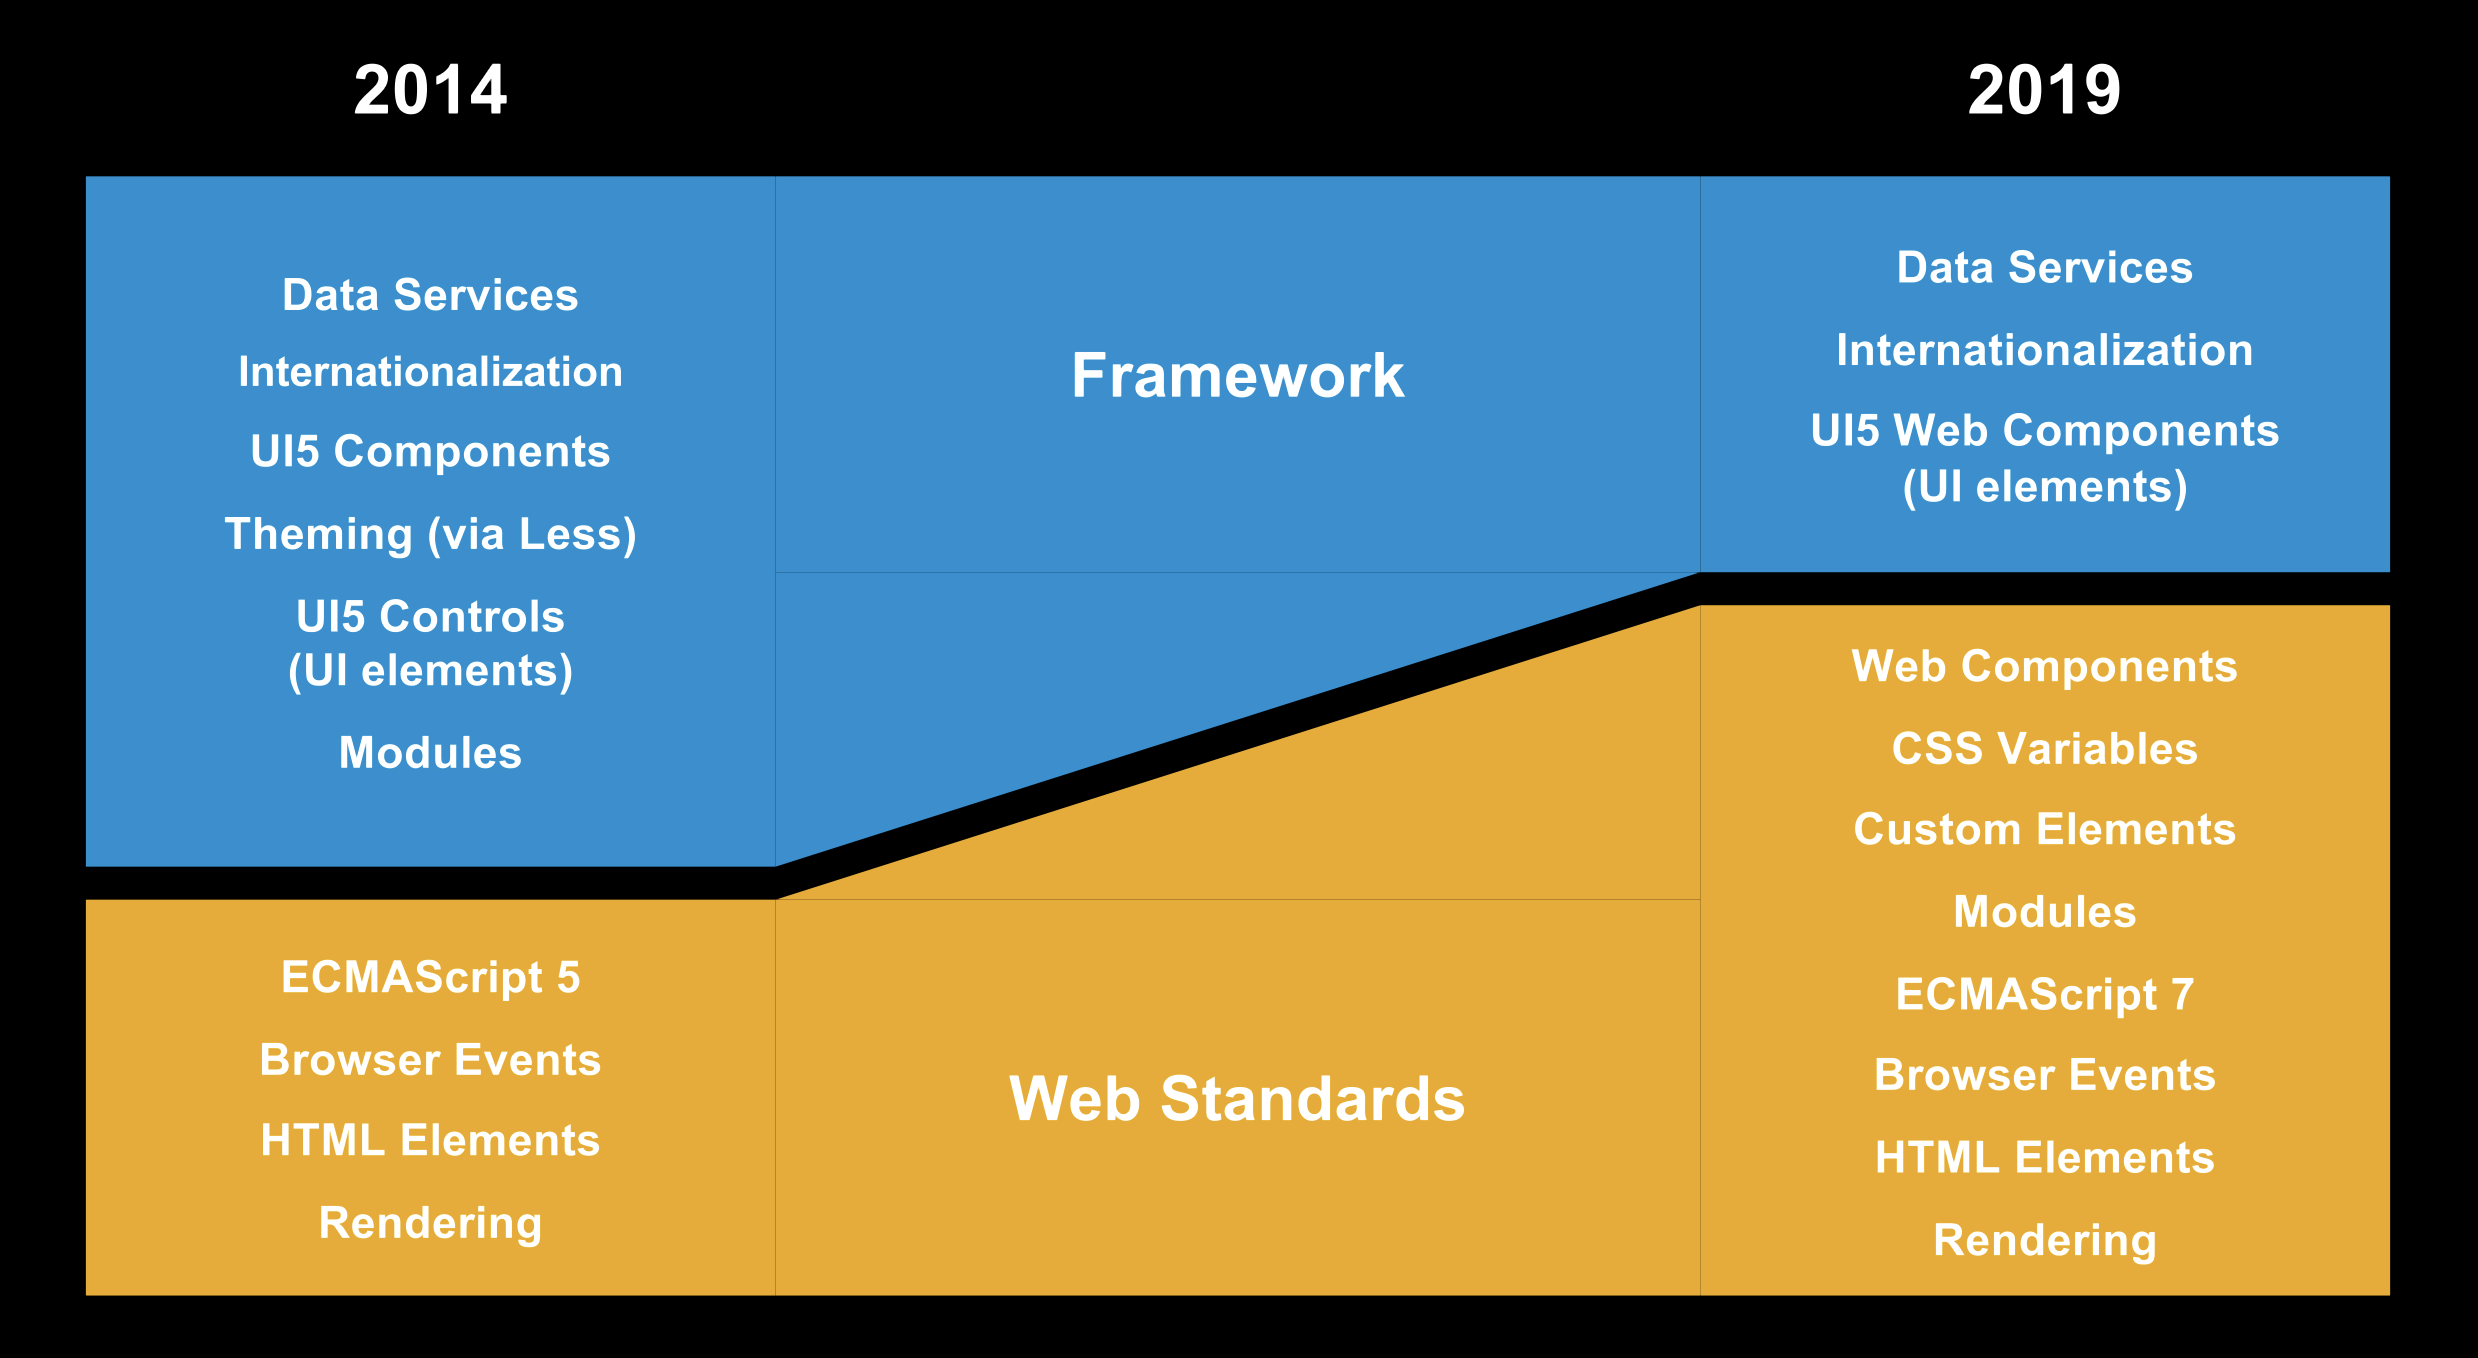 2014
2019
Data Services
Internationalization
UI5 Components
Theming (via Less)
UI5 Controls
(UI elements)
Modules
Framework
Data Services
Internationalization
UI5 Web Components
(UI elements)
ECMAScript 5
Browser Events
HTML Elements
Rendering
Web Standards
Web Components
CSS Variables
Custom Elements
Modules
ECMAScript 7
Browser Events
HTML Elements
Rendering